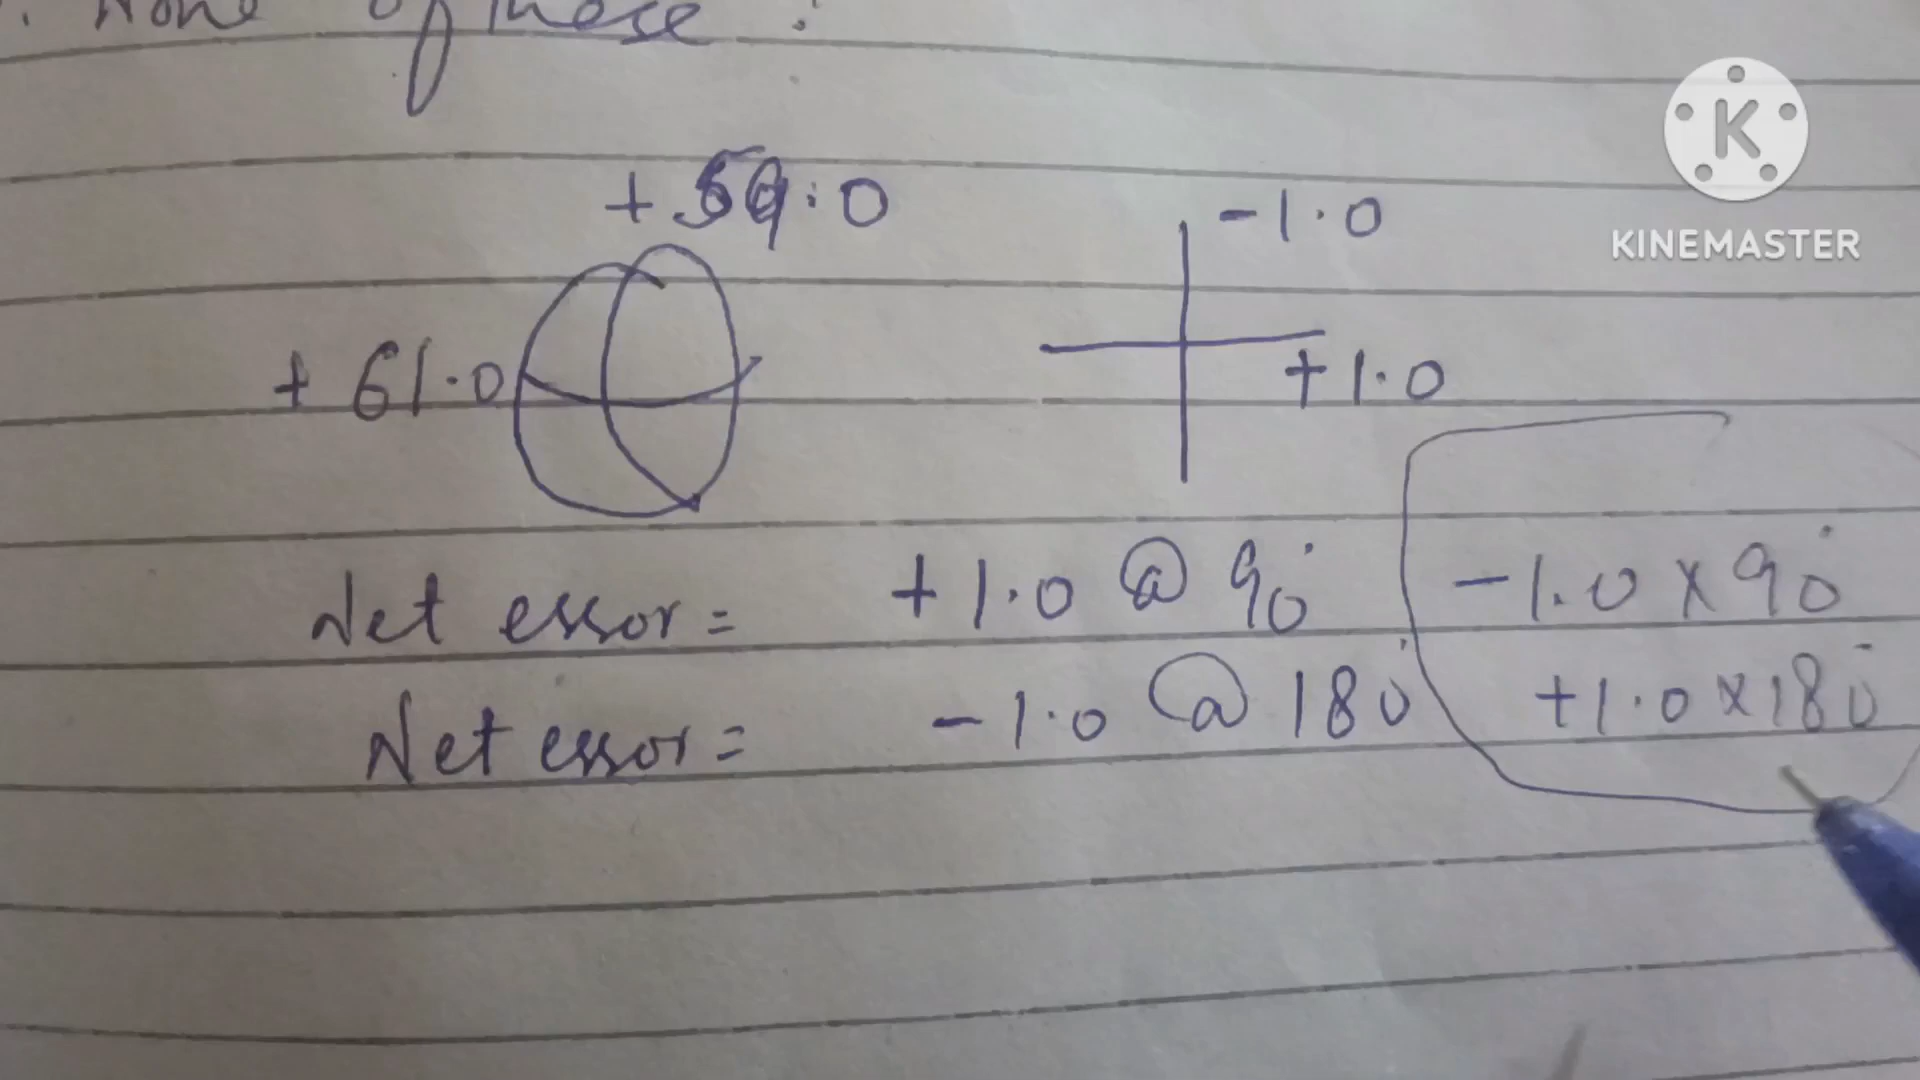 . None of these :
+ 59.0
-1.0
K
KINEMASTER
+ 61.0
+1.0
Net error = +1.0 @ 90° -1.0 x 90°
Net error = -1.0 @ 180° +1.0 x 180°